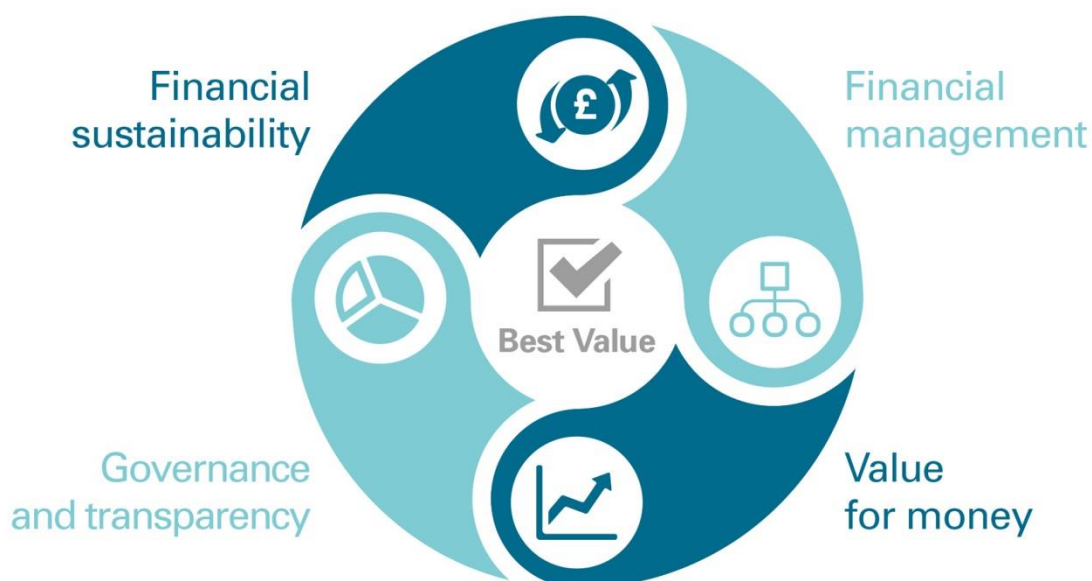 Financial
sustainability
£
Financial
management
Best Value
Governance
and transparency
Value
for money